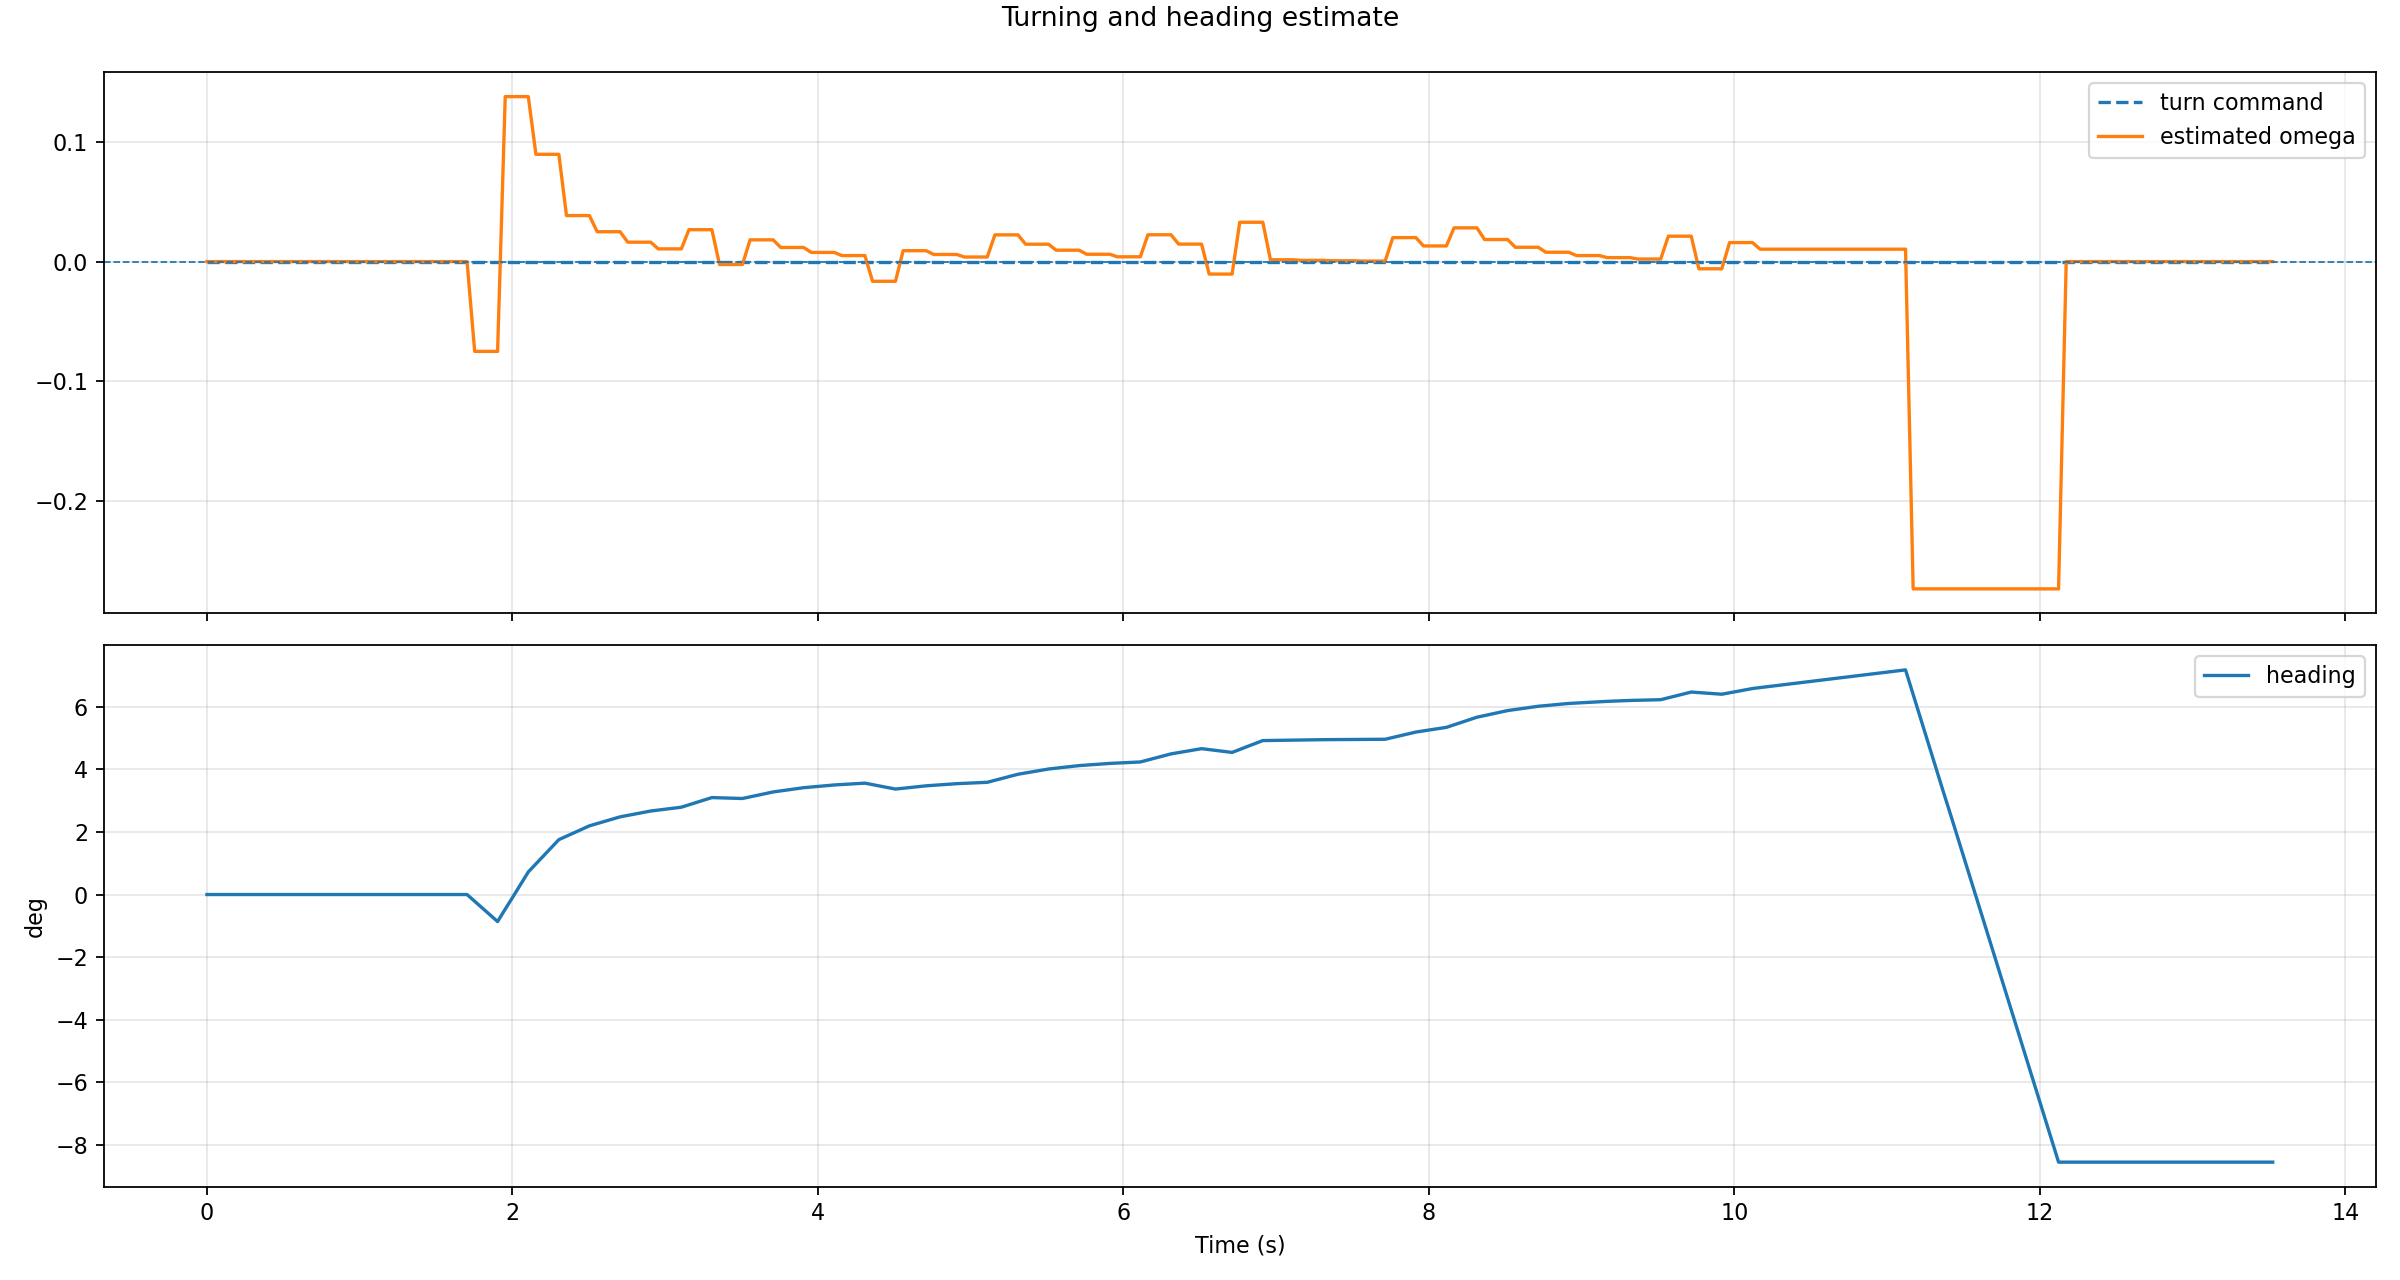 Turning and heading estimate
turn command
estimated omega
0.1
0.0
−0.1
−0.2
heading
6
4
2
0
−2
−4
−6
−8
deg
0 2 4 6 8 10 12 14
Time (s)